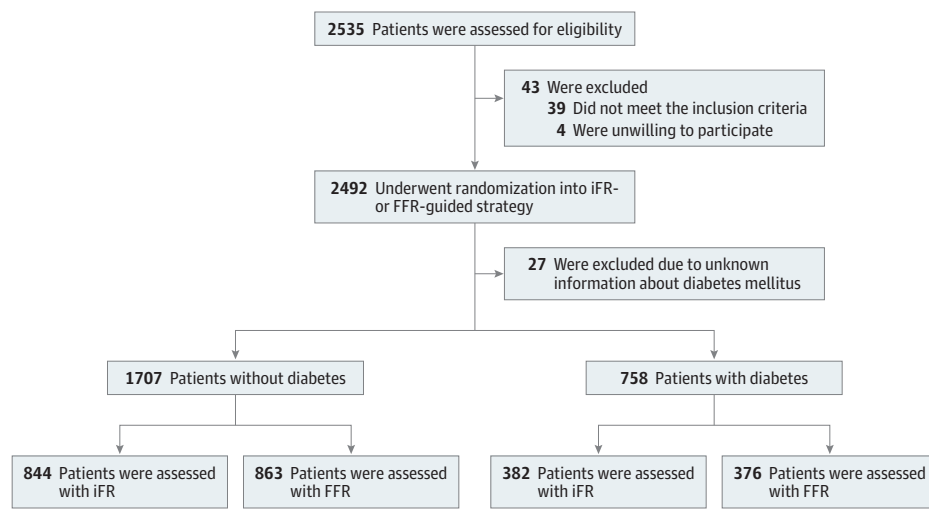 2535 Patients were assessed for eligibility
43 Were excluded
39 Did not meet the inclusion criteria
4 Were unwilling to participate
2492 Underwent randomization into iFR-
or FFR-guided strategy
27 Were excluded due to unknown
information about diabetes mellitus
1707 Patients without diabetes
758 Patients with diabetes
844 Patients were assessed
with iFR
863 Patients were assessed
with FFR
382 Patients were assessed
with iFR
376 Patients were assessed
with FFR